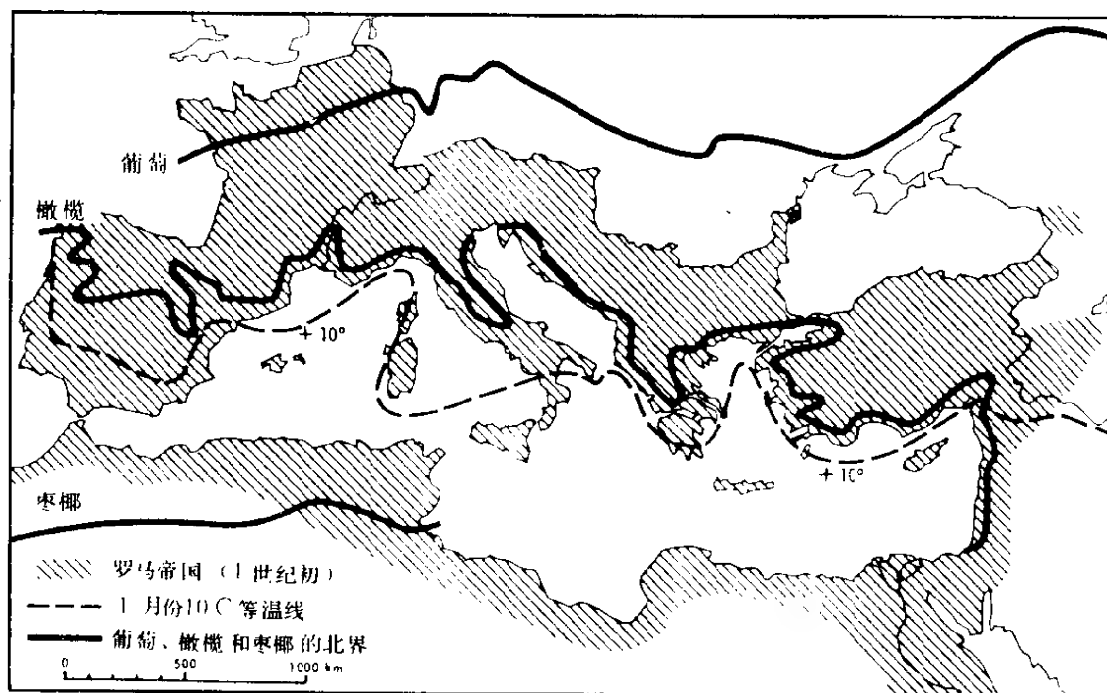 葡萄
橄榄
+10°
+10°
枣椰
罗马帝国(1世纪初)
1月份10C等温线
葡萄、橄榄和枣椰的北界
0 500 1000 km